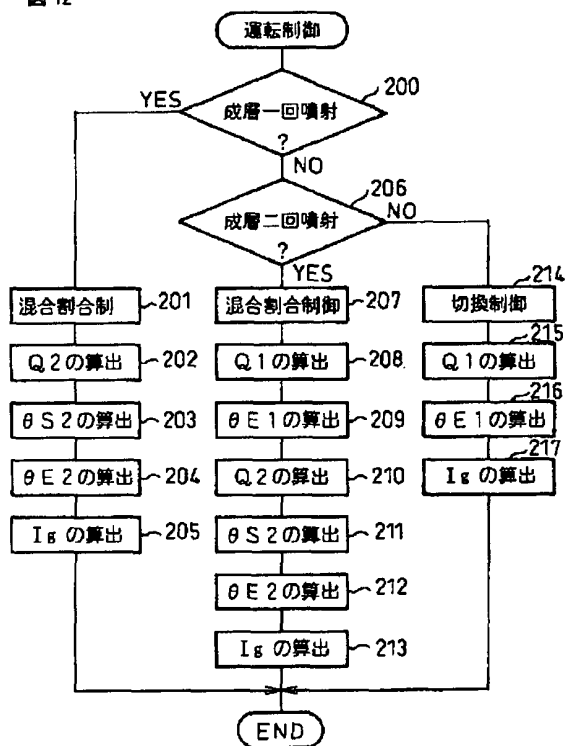 図12
運転制御
200
YES
成層一回噴射
?
NO
206
NO
成層二回噴射
?
YES
214
混合割合制
201
混合割合制御
207
切換制御
215
Q2の算出
202
Q1の算出
208
Q1の算出
216
θS2の算出
203
θE1の算出
209
θE1の算出
217
θE2の算出
204
Q2の算出
210
Igの算出
Igの算出
205
θS2の算出
211
θE2の算出
212
Igの算出
213
END